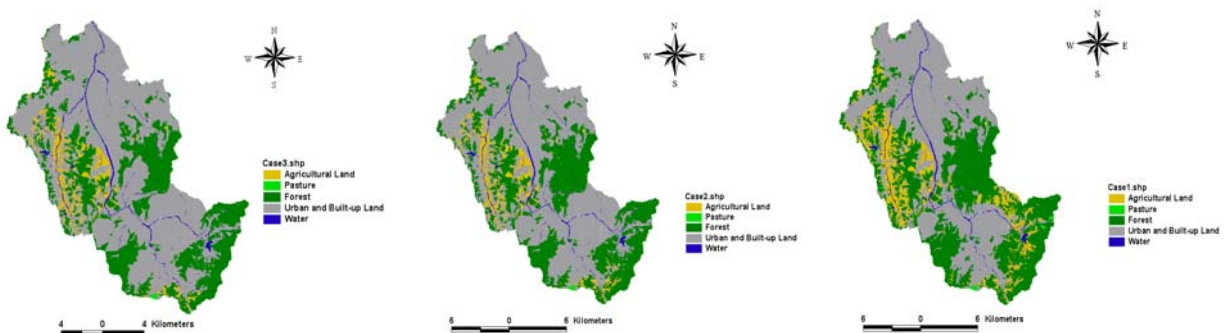 N
W E
S
Case3.shp
Agricultural Land
Pasture
Forest
Urban and Built-up Land
Water
4 0 4 Kilometers
N
W E
S
Case2.shp
Agricultural Land
Pasture
Forest
Urban and Built-up Land
Water
6 0 6 Kilometers
N
W E
S
Case1.shp
Agricultural Land
Pasture
Forest
Urban and Built-up Land
Water
6 0 6 Kilometers